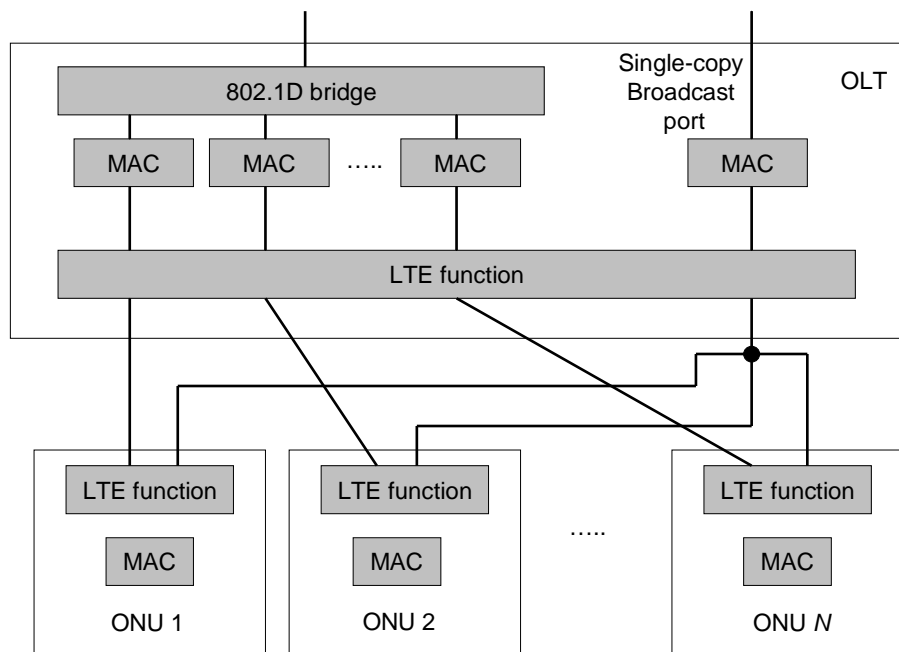 Single-copy
Broadcast
port
OLT
802.1D bridge
MAC
MAC
…..
MAC
MAC
LTE function
LTE function
LTE function
LTE function
…..
MAC
MAC
MAC
ONU 1
ONU 2
ONU N